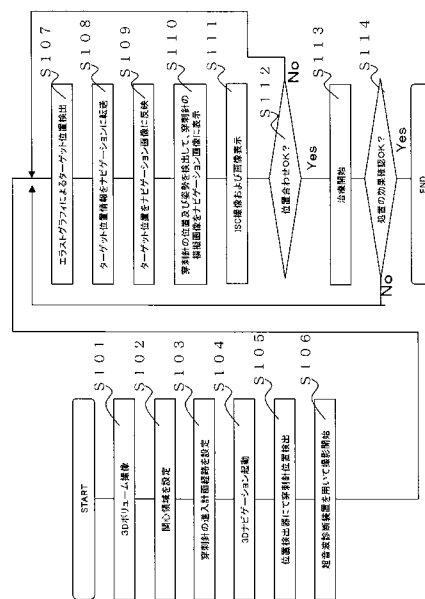 START
3Dボリューム撮像
S101
関心領域を設定
S102
穿刺針の進入計画経路を設定
S103
3Dナビゲーション起動
S104
位置検出器にて穿刺針位置検出
S105
超音波診断装置を用いて撮影開始
S106
エラストグラフィによるターゲット位置検出
S107
ターゲット位置情報をナビゲーションに転送
S108
ターゲット位置をナビゲーション画像に反映
S109
穿刺針の位置及び姿勢を検出して、穿刺針の
模擬画像をナビゲーション画像に表示
S110
ISC撮像および画像表示
S111
位置合わせOK?
S112
No
Yes
治療開始
S113
処置の効果確認OK?
S114
No
Yes
END